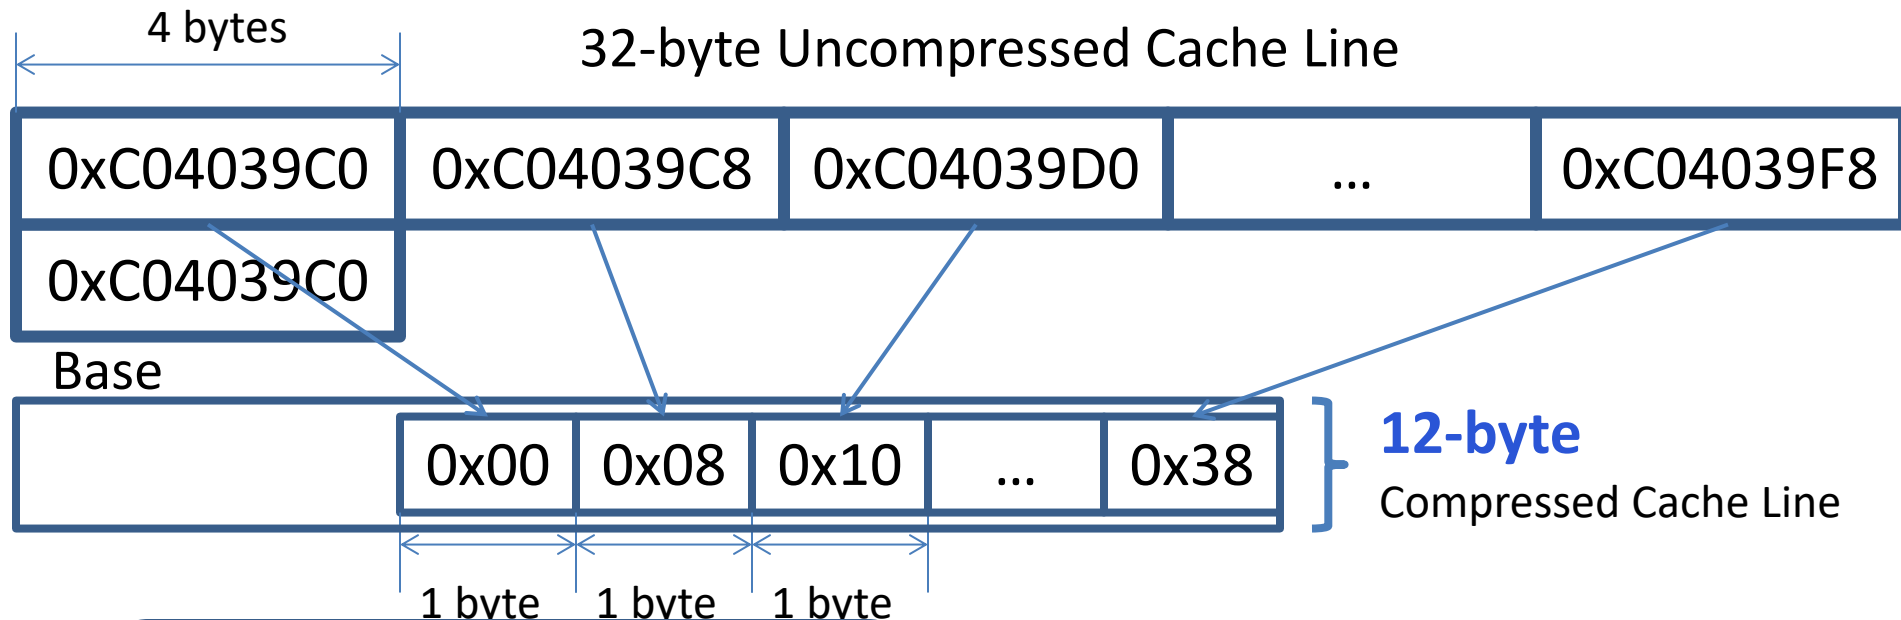 4 bytes
32-byte Uncompressed Cache Line
0xC04039C0 0xC04039C8 0xC04039D0 ... 0xC04039F8
0xC04039C0
Base
0x00 0x08 0x10 ... 0x38
12-byte
Compressed Cache Line
1 byte 1 byte 1 byte